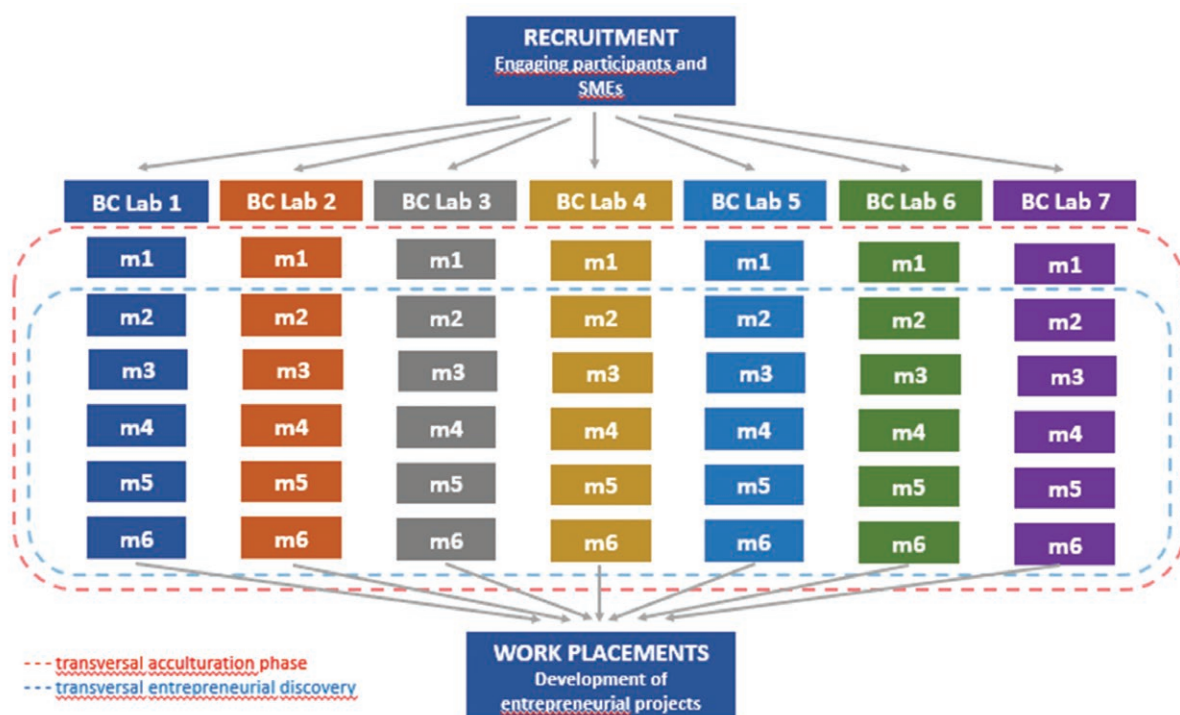 RECRUITMENT
Engaging participants and
SMEs
BC Lab 1 BC Lab 2 BC Lab 3 BC Lab 4 BC Lab 5 BC Lab 6 BC Lab 7
m1 m1 m1 m1 m1 m1 m1
m2 m2 m2 m2 m2 m2 m2
m3 m3 m3 m3 m3 m3 m3
m4 m4 m4 m4 m4 m4 m4
m5 m5 m5 m5 m5 m5 m5
m6 m6 m6 m6 m6 m6 m6
WORK PLACEMENTS
Development of
entrepreneurial projects
transversal acculturation phase
transversal entrepreneurial discovery